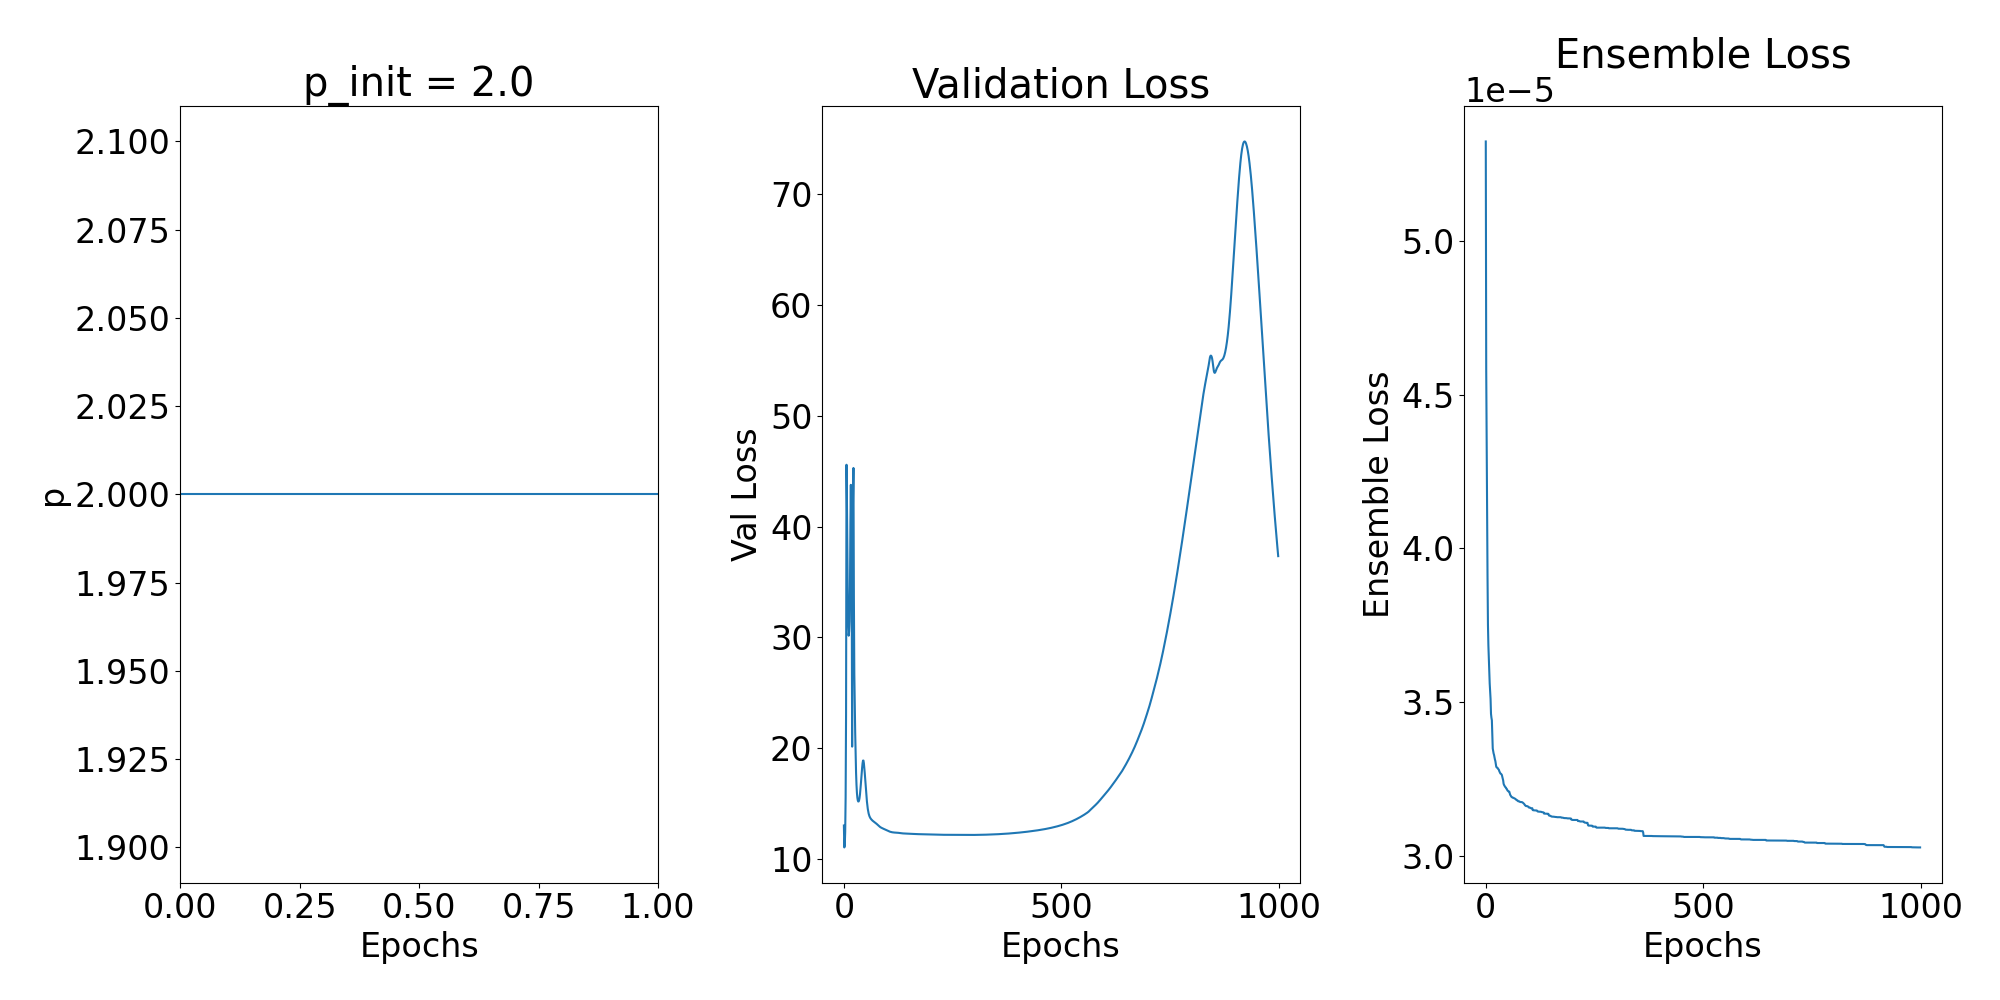 p_init = 2.0
2.100
2.075
2.050
2.025
2.000
1.975
1.950
1.925
1.900
p
0.00 0.25 0.50 0.75 1.00
Epochs
Validation Loss
70
60
50
40
30
20
10
Val Loss
0 500 1000
Epochs
Ensemble Loss
1e−5
5.0
4.5
4.0
3.5
3.0
Ensemble Loss
0 500 1000
Epochs